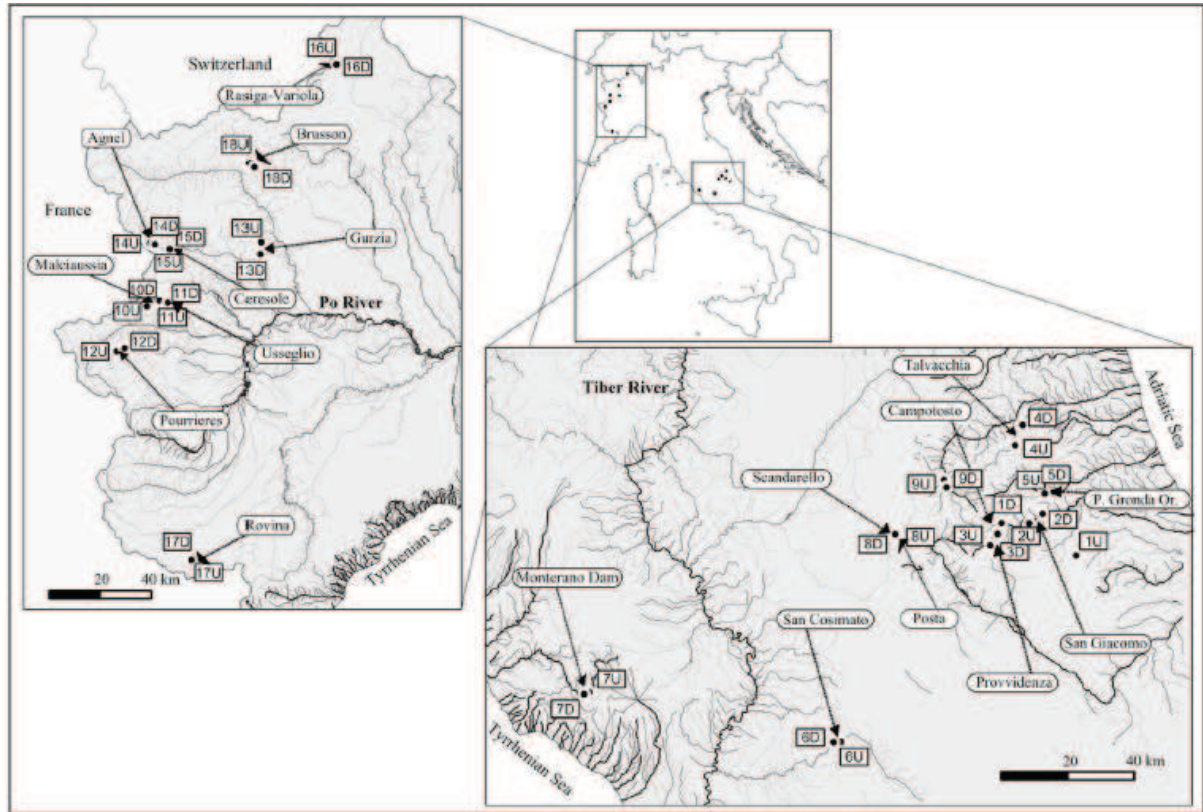 16U
Switzerland
16D
Rasiga-Variola
Agnel
Brusson
18U
18D
France
14D
13U
14U
15D
Gurzia
Malciaussia
15U
13D
10D
11D
Ceresole
Po River
10U
11U
12D
12U
Usseglio
Pourrieres
Rovina
17D
17U
Tyrrhenian Sea
20 40 km
Talvacchia
Tiber River
Campotosto
Adriatic Sea
4D
4U
Scandarello
9D
5U
5D
9U
P. Gronda Or.
1D
2D
8U
3U
2U
1U
8D
3D
Monterano Dam
San Cosimato
Posta
San Giacomo
7U
Provvidenza
7D
6D
6U
Tyrrhenian Sea
20 40 km